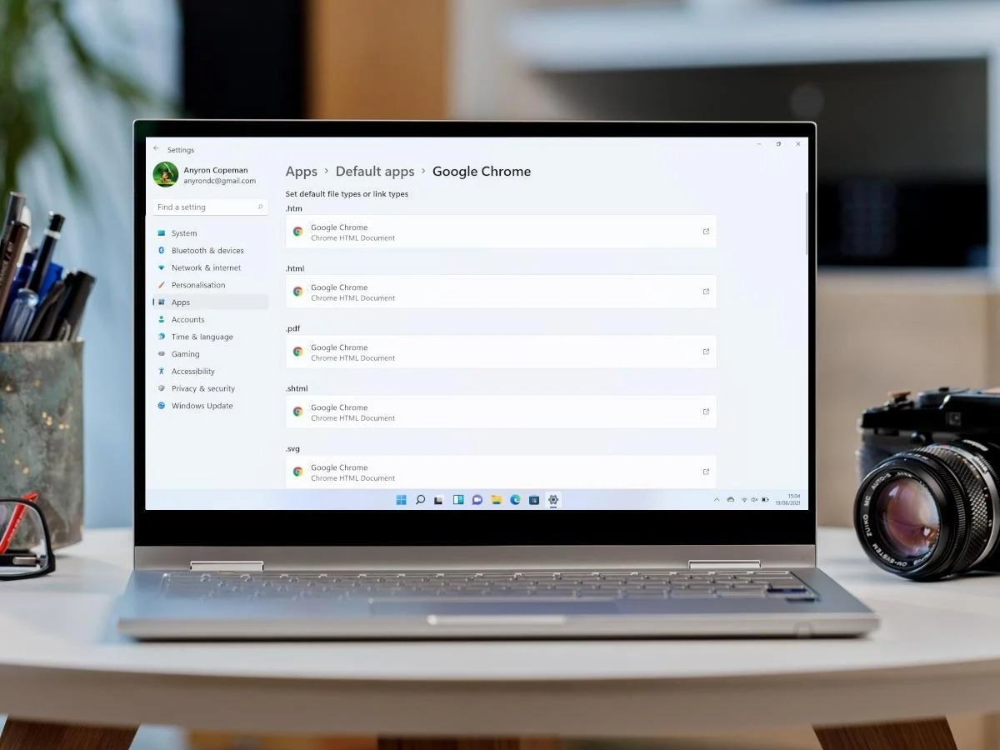 Settings
Anyron Copeman
anyrondc@gmail.com
Find a setting
System
Bluetooth & devices
Network & internet
Personalisation
Apps
Accounts
Time & language
Gaming
Accessibility
Privacy & security
Windows Update
Apps › Default apps › Google Chrome
Set default file types or link types
.htm
Google Chrome
Chrome HTML Document
.html
Google Chrome
Chrome HTML Document
.pdf
Google Chrome
Chrome HTML Document
.shtml
Google Chrome
Chrome HTML Document
.svg
Google Chrome
Chrome HTML Document
15:04
19/08/2021
OM-SYSTEM ZUIKO MC AUTO-S